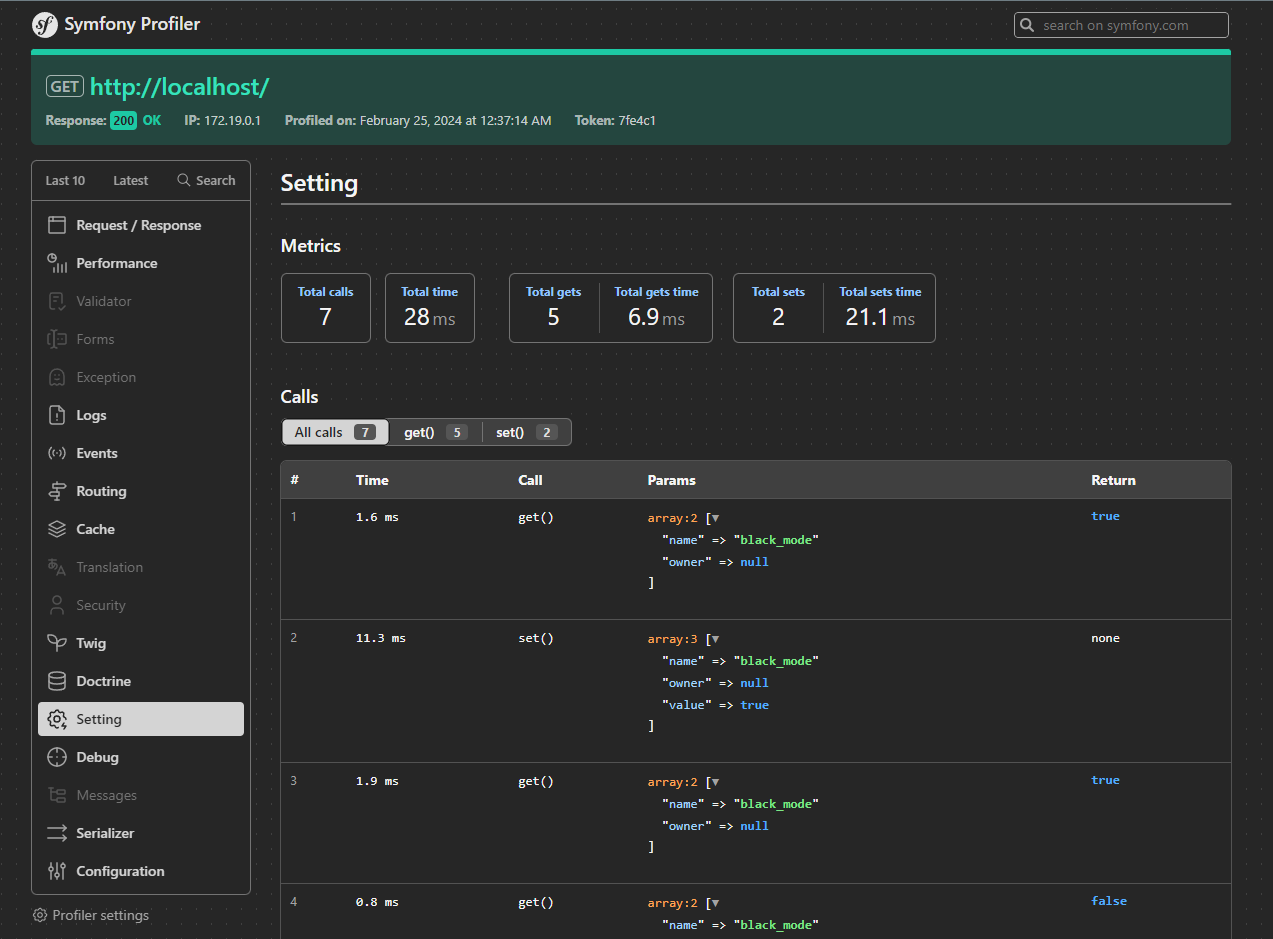 Symfony Profiler
search on symfony.com
GET http://localhost/
Response: 200 OK IP: 172.19.0.1 Profiled on: February 25, 2024 at 12:37:14 AM Token: 7fe4c1
Last 10 Latest Search
Request / Response
Performance
Validator
Forms
Exception
Logs
Events
Routing
Cache
Translation
Security
Twig
Doctrine
Setting
Debug
Messages
Serializer
Configuration
Profiler settings
Setting
Metrics
Total calls Total time Total gets Total gets time Total sets Total sets time
7 28 ms 5 6.9 ms 2 21.1 ms
Calls
All calls 7 get() 5 set() 2
# Time Call Params Return
1 1.6 ms get() array:2 [▼ true
"name" => "black_mode"
"owner" => null
]
2 11.3 ms set() array:3 [▼ none
"name" => "black_mode"
"owner" => null
"value" => true
]
3 1.9 ms get() array:2 [▼ true
"name" => "black_mode"
"owner" => null
]
4 0.8 ms get() array:2 [▼ false
"name" => "black_mode"